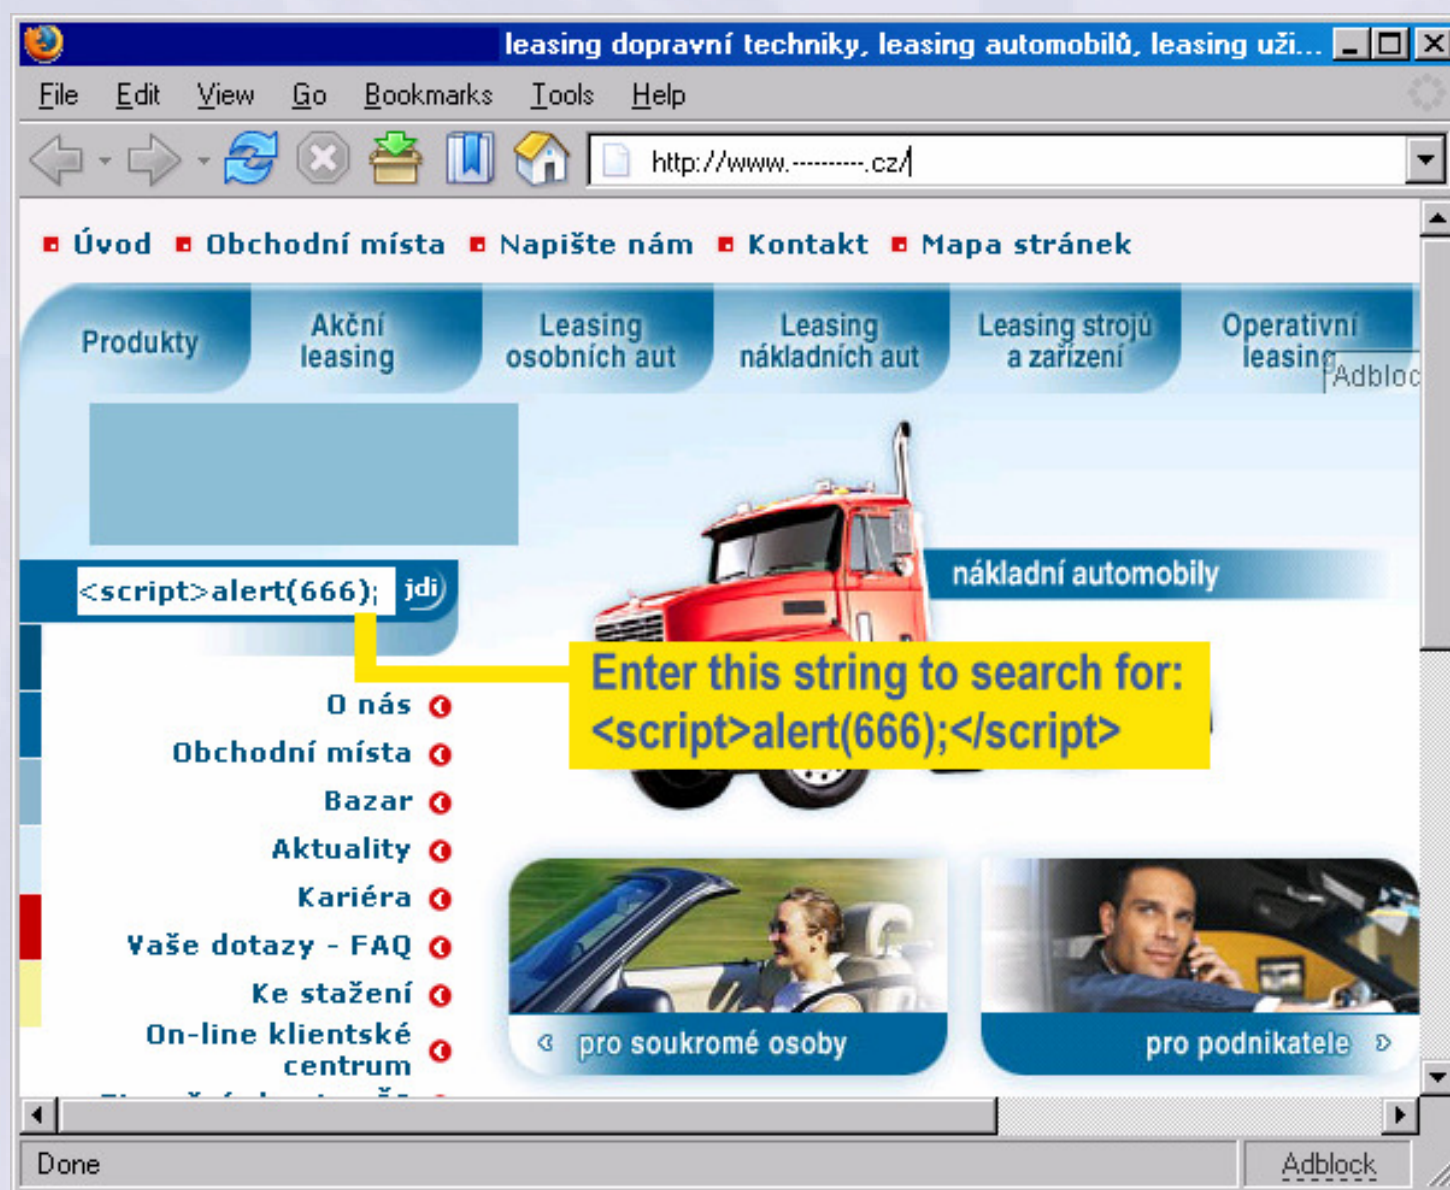 leasing dopravní techniky, leasing automobilů, leasing uži...
File Edit View Go Bookmarks Tools Help
http://www.----------.cz/
Úvod Obchodní místa Napište nám Kontakt Mapa stránek
Produkty
Akční
leasing
Leasing
osobních aut
Leasing
nákladních aut
Leasing strojů
a zařízení
Operativní
leasing
Adbloc
<script>alert(666);
jdi
nákladní automobily
Enter this string to search for:
<script>alert(666);</script>
O nás
Obchodní místa
Bazar
Aktuality
Kariéra
Vaše dotazy - FAQ
Ke stažení
On-line klientské
centrum
pro soukromé osoby
pro podnikatele
Done
Adblock